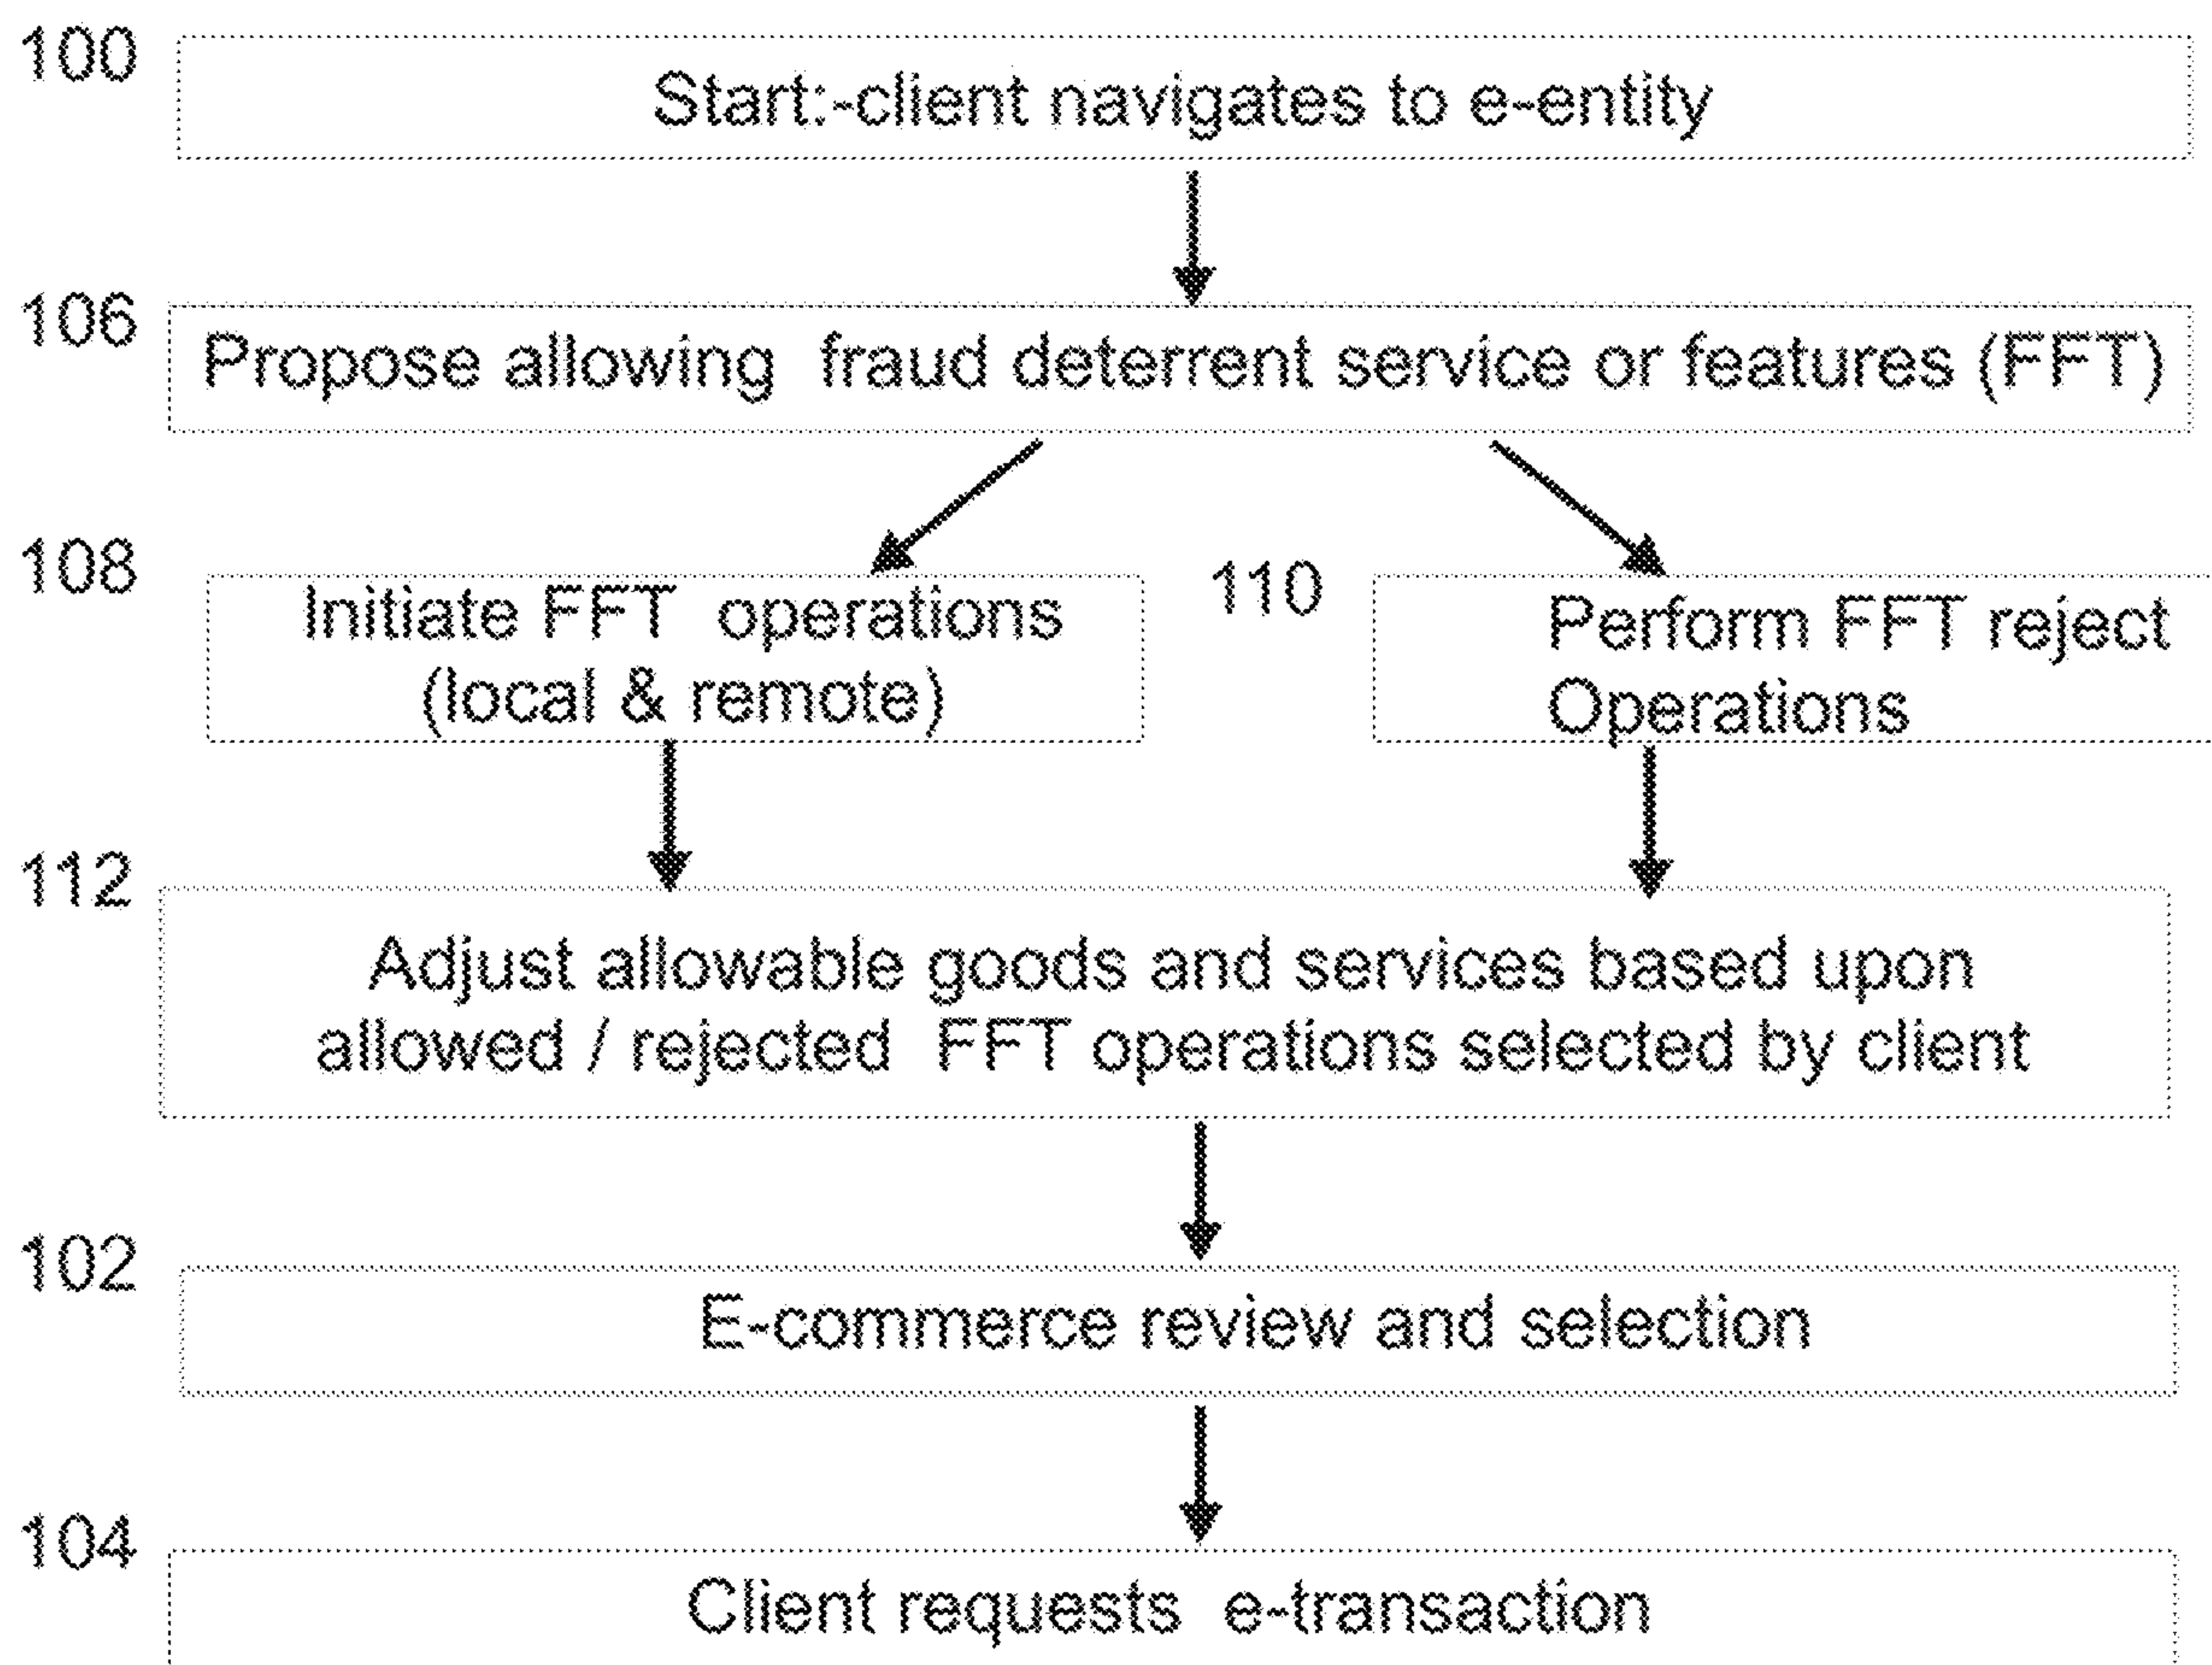 100
Start:-client navigates to e-entity
106
Propose allowing fraud deterrent service or features (FFT)
108
Initiate FFT operations
(local & remote)
110
Perform FFT reject
Operations
112
Adjust allowable goods and services based upon
allowed / rejected FFT operations selected by client
102
E-commerce review and selection
104
Client requests e-transaction